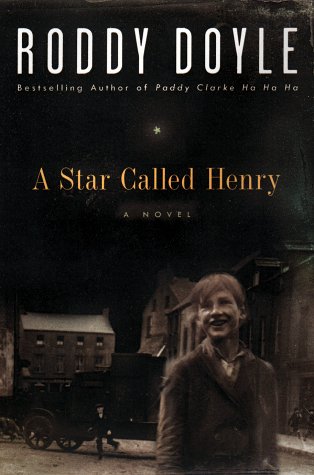 RODDY DOYLE
Bestselling Author of Paddy Clarke Ha Ha Ha
A Star Called Henry
A NOVEL